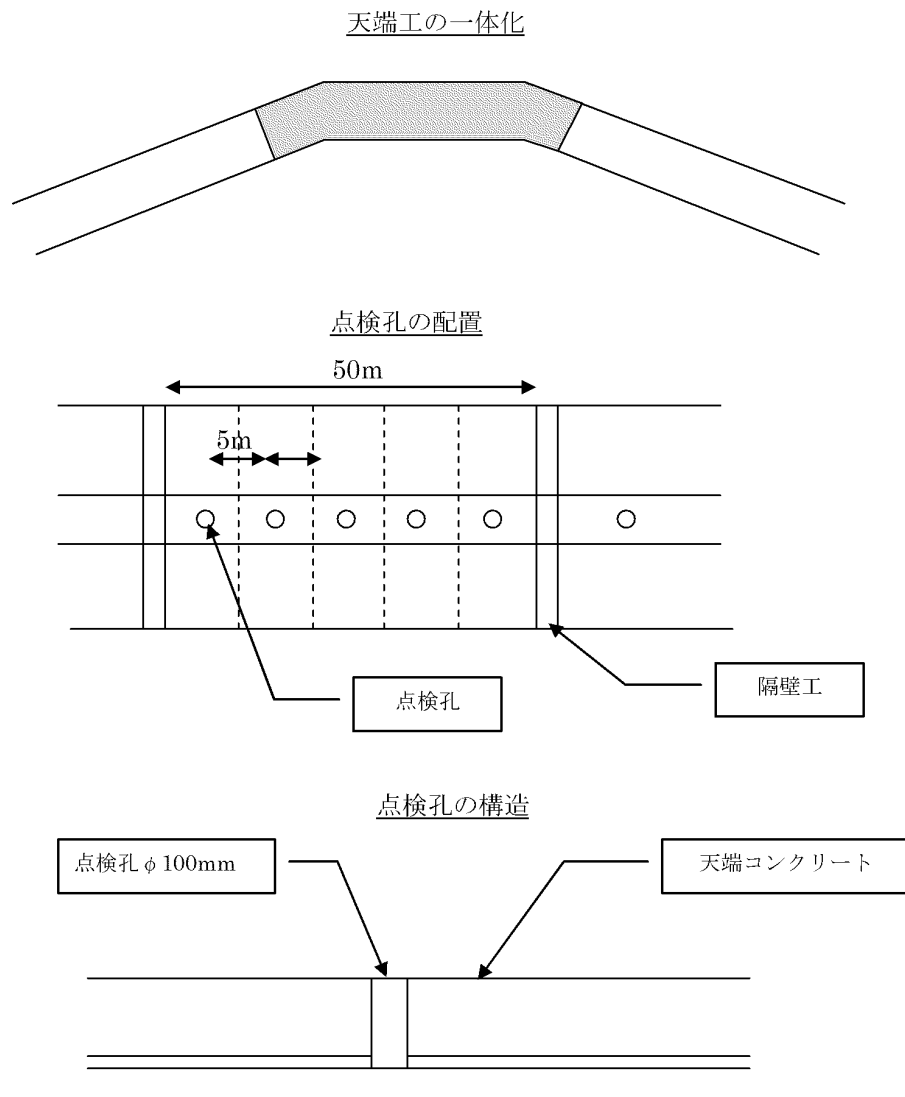 天端工の一体化
点検孔の配置
50m
5m
点検孔
隔壁工
点検孔の構造
点検孔φ100mm
天端コンクリート